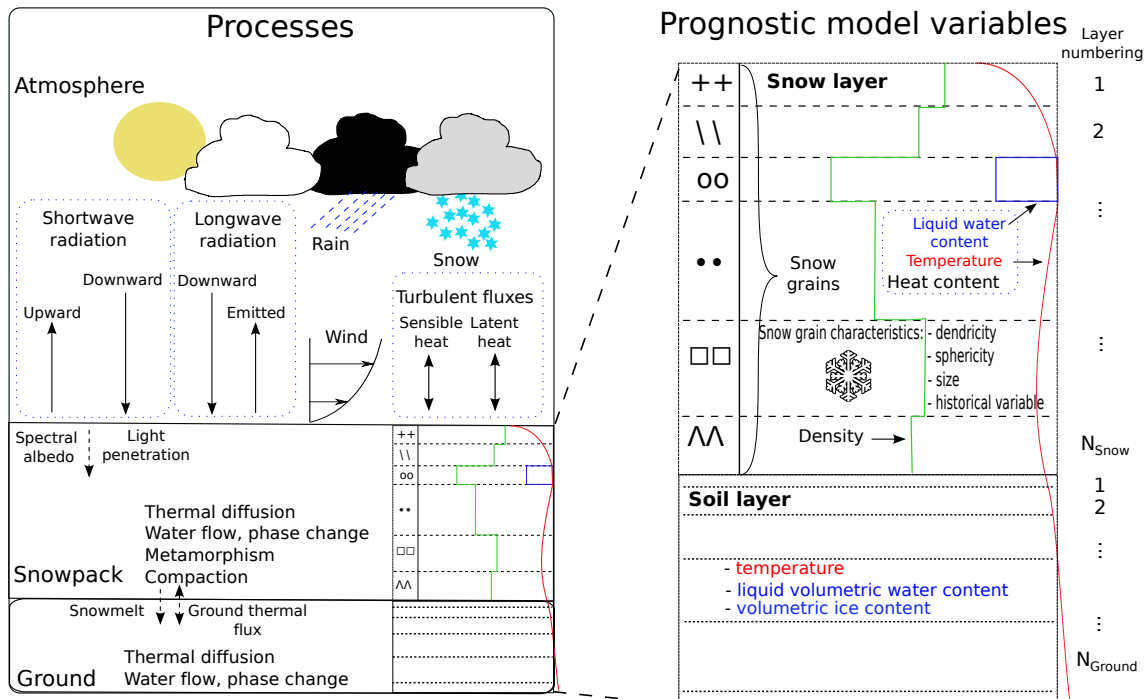 Processes
Atmosphere
Shortwave
radiation
Downward
Upward
Longwave
radiation
Downward
Emitted
Rain
Snow
Wind
Turbulent fluxes
Sensible
heat
Latent
heat
Spectral
albedo
Light
penetration
Thermal diffusion
Water flow, phase change
Metamorphism
Compaction
Snowpack
++
\\
oo
••
□□
ΛΛ
Snowmelt
Ground thermal
flux
Thermal diffusion
Water flow, phase change
Ground
Prognostic model variables
Layer
numbering
++
Snow layer
1
\\
2
oo
⋮
Liquid water
content
Temperature
Heat content
••
Snow
grains
□□
Snow grain characteristics: - dendricity
- sphericity
- size
- historical variable
⋮
ΛΛ
Density
N_Snow
1
Soil layer
2
⋮
- temperature
- liquid volumetric water content
- volumetric ice content
⋮
N_Ground